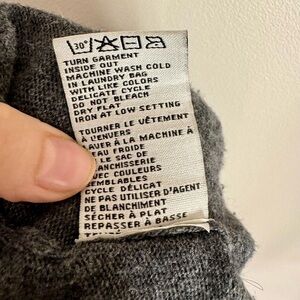 30°
TURN GARMENT
INSIDE OUT
MACHINE WASH COLD
IN LAUNDRY BAG
WITH LIKE COLORS
DELICATE CYCLE
DO NOT BLEACH
DRY FLAT
IRON AT LOW SETTING
TOURNER LE VÊTEMENT
À L'ENVERS
LAVER À LA MACHINE À
EAU FROIDE
LE SAC DE
BLANCHISSERIE
AVEC COULEURS
SEMBLABLES
CYCLE DÉLICAT
NE PAS UTILISER D'AGENT
DE BLANCHIMENT
SÉCHER À PLAT
REPASSER À BASSE